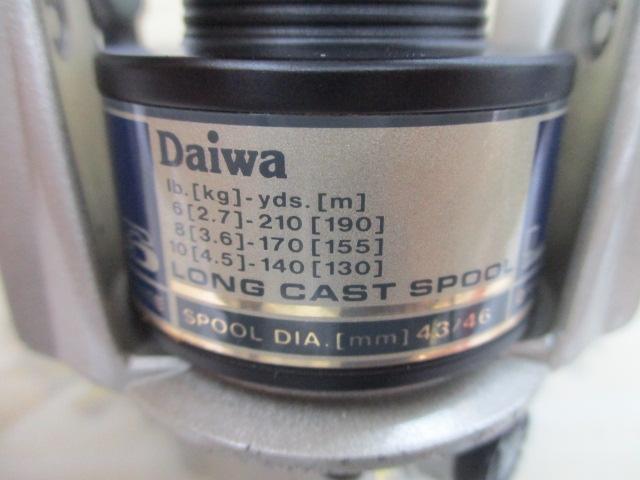 Daiwa
lb.[kg]-yds.[m]
6[2.7]-210[190]
8[3.6]-170[155]
10[4.5]-140[130]
LONG CAST SPOOL
SPOOL DIA.[mm] 43/46